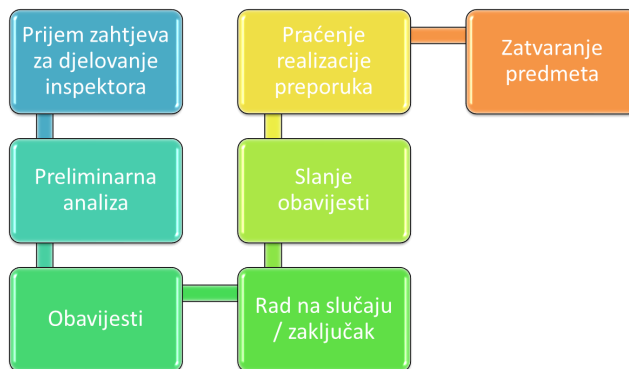 Prijem zahtjeva
za djelovanje
inspektora
Preliminarna
analiza
Obavijesti
Rad na slučaju
/ zaključak
Slanje
obavijesti
Praćenje
realizacije
preporuka
Zatvaranje
predmeta